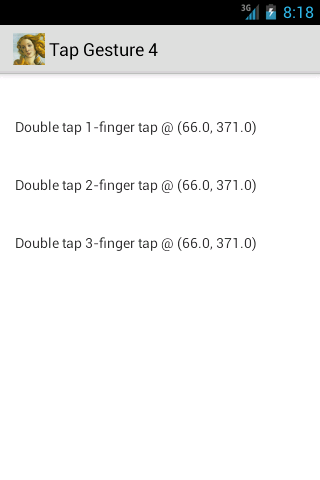 3G 8:18
Tap Gesture 4
Double tap 1-finger tap @ (66.0, 371.0)
Double tap 2-finger tap @ (66.0, 371.0)
Double tap 3-finger tap @ (66.0, 371.0)